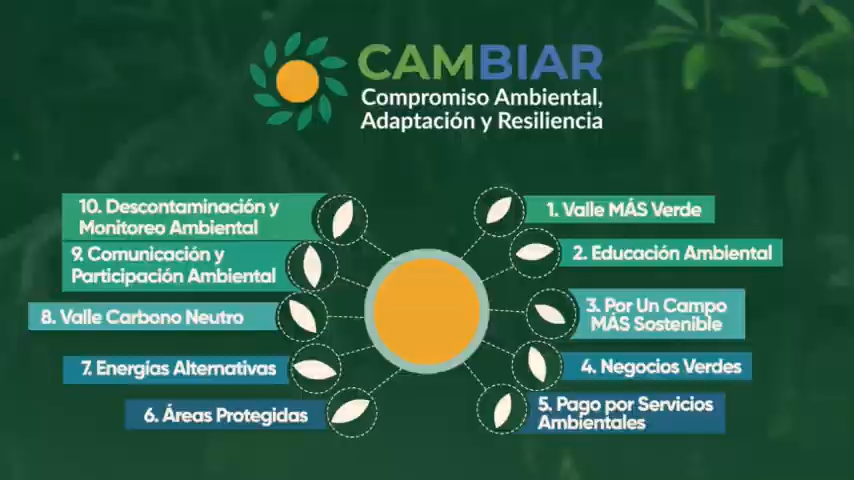 CAMBIAR
Compromiso Ambiental,
Adaptación y Resiliencia
1. Valle MÁS Verde
2. Educación Ambiental
3. Por Un Campo
MÁS Sostenible
4. Negocios Verdes
5. Pago por Servicios
Ambientales
6. Áreas Protegidas
7. Energías Alternativas
8. Valle Carbono Neutro
9. Comunicación y
Participación Ambiental
10. Descontaminación y
Monitoreo Ambiental